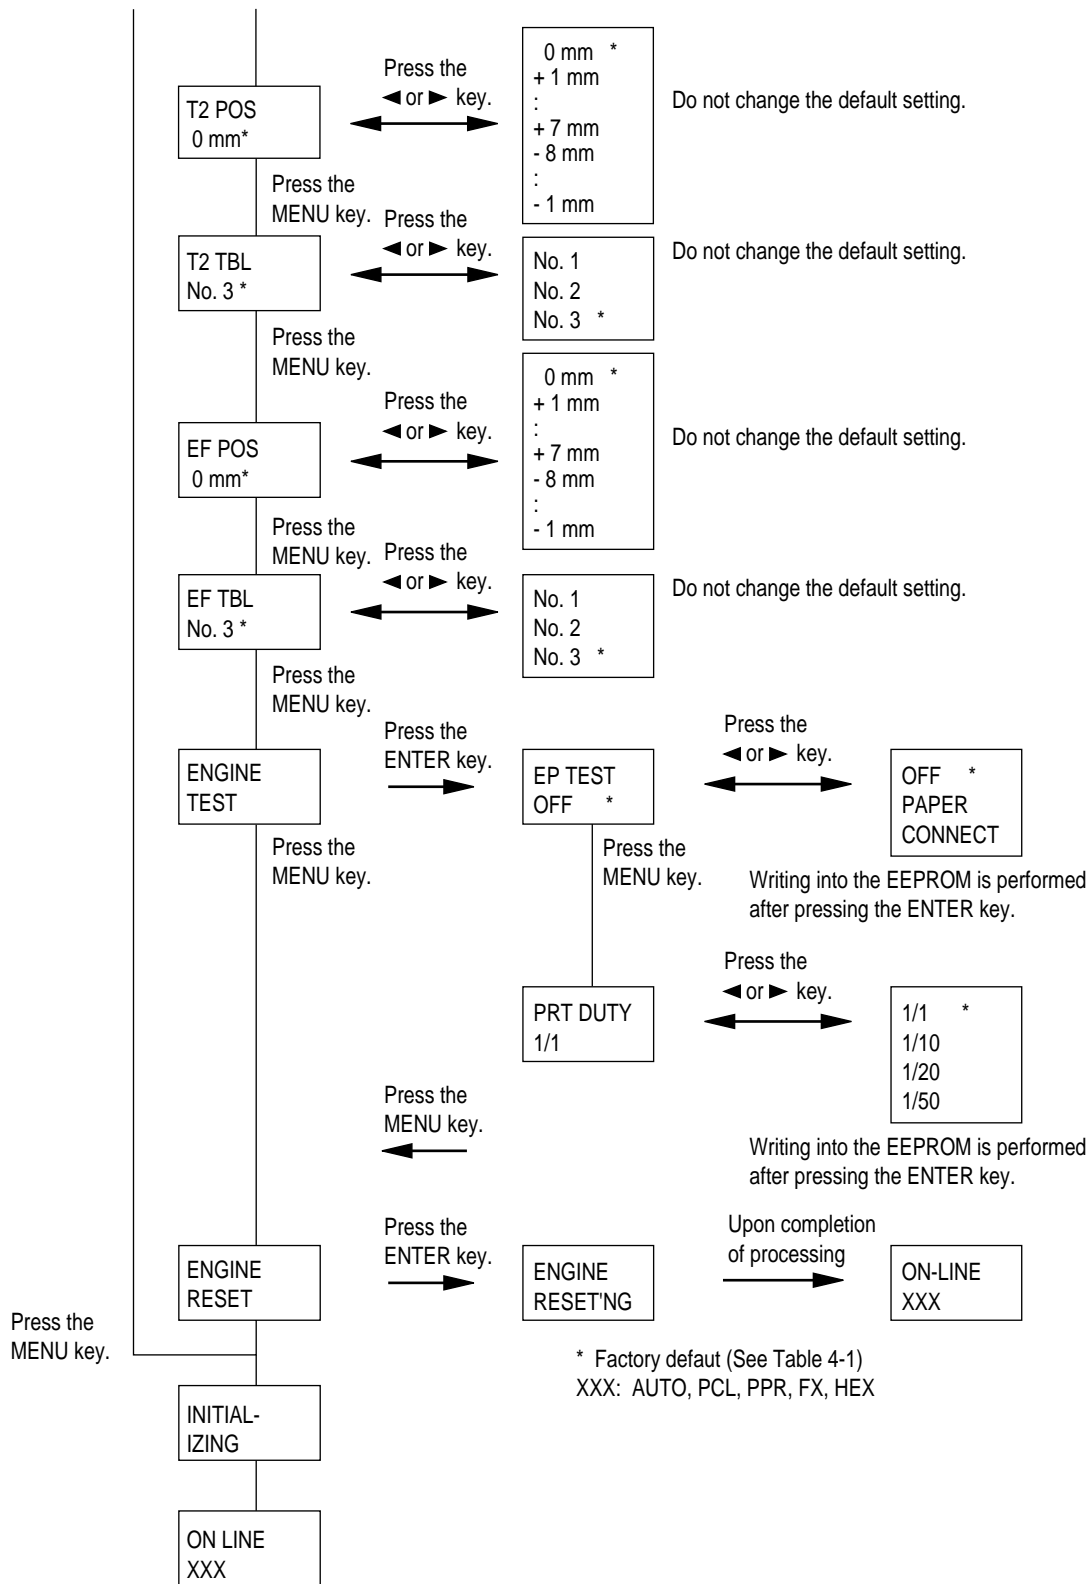 Press the
◄ or ► key.
T2 POS
0 mm*
0 mm *
+ 1 mm
:
+ 7 mm
- 8 mm
:
- 1 mm
Do not change the default setting.
Press the
MENU key.
Press the
◄ or ► key.
T2 TBL
No. 3 *
No. 1
No. 2
No. 3 *
Do not change the default setting.
Press the
MENU key.
Press the
◄ or ► key.
EF POS
0 mm*
0 mm *
+ 1 mm
:
+ 7 mm
- 8 mm
:
- 1 mm
Do not change the default setting.
Press the
MENU key.
Press the
◄ or ► key.
EF TBL
No. 3 *
No. 1
No. 2
No. 3 *
Do not change the default setting.
Press the
MENU key.
ENGINE
TEST
Press the
ENTER key.
EP TEST
OFF *
Press the
◄ or ► key.
OFF *
PAPER
CONNECT
Writing into the EEPROM is performed
after pressing the ENTER key.
Press the
MENU key.
Press the
MENU key.
PRT DUTY
1/1
Press the
◄ or ► key.
1/1 *
1/10
1/20
1/50
Writing into the EEPROM is performed
after pressing the ENTER key.
Press the
MENU key.
ENGINE
RESET
Press the
ENTER key.
ENGINE
RESET'NG
Upon completion
of processing
ON-LINE
XXX
Press the
MENU key.
* Factory defaut (See Table 4-1)
XXX: AUTO, PCL, PPR, FX, HEX
INITIAL-
IZING
ON LINE
XXX